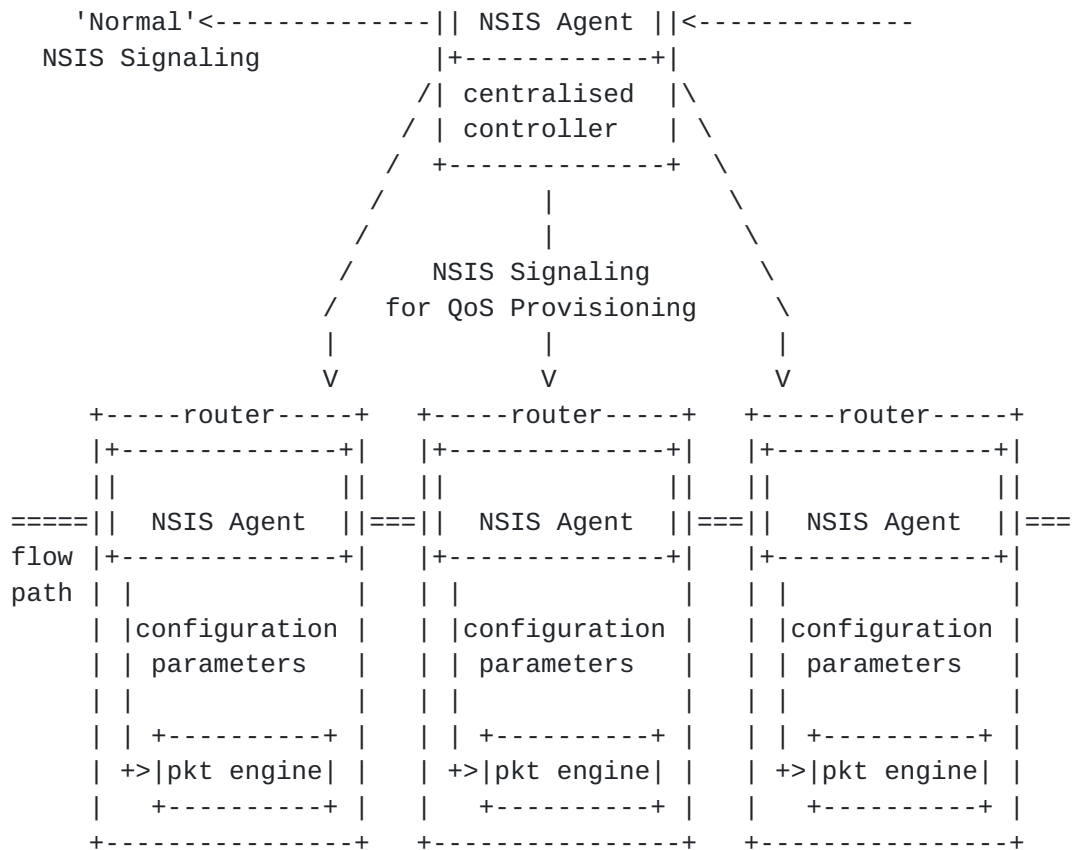 'Normal'<--------------|| NSIS Agent ||<--------------
NSIS Signaling           |+------------+|
/| centralised  |\
/ | controller   | \
/  +--------------+  \
/          |           \
/           |            \
/     NSIS Signaling       \
/   for QoS Provisioning     \
|             |              |
V             V              V
+-----router-----+   +-----router-----+   +-----router-----+
|+--------------+|   |+--------------+|   |+--------------+|
||              ||   ||              ||   ||              ||
=====||  NSIS Agent  ||===||  NSIS Agent  ||===||  NSIS Agent  ||===
flow |+--------------+|   |+--------------+|   |+--------------+|
path | |              |   | |              |   | |              |
| |configuration |   | |configuration |   | |configuration |
| | parameters   |   | | parameters   |   | | parameters   |
| |              |   | |              |   | |              |
| | +----------+ |   | | +----------+ |   | | +----------+ |
| +>|pkt engine| |   | +>|pkt engine| |   | +>|pkt engine| |
|   +----------+ |   |   +----------+ |   |   +----------+ |
+----------------+   +----------------+   +----------------+